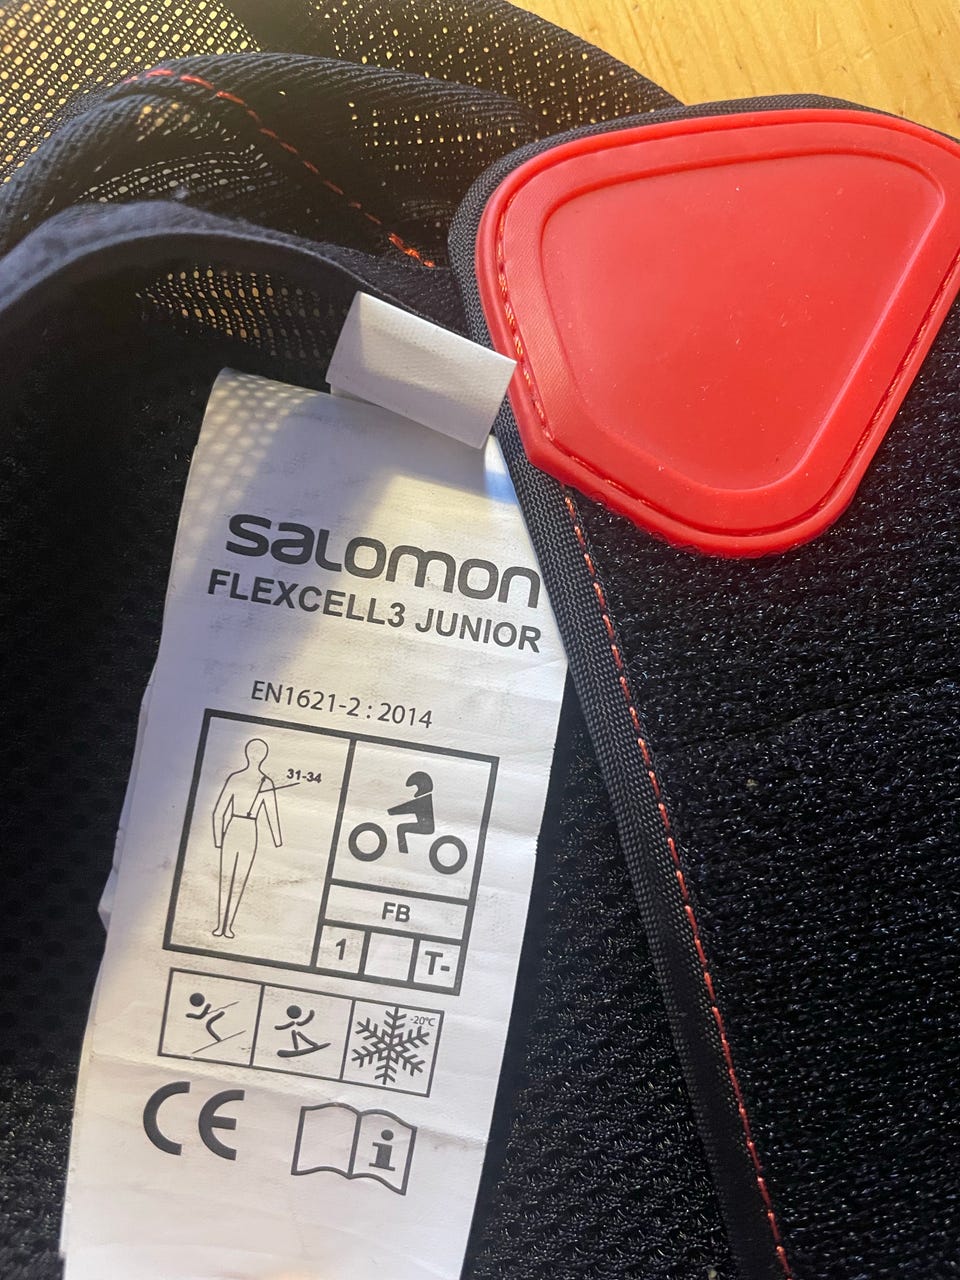 salomon
FLEXCELL3 JUNIOR
EN1621-2 : 2014
31-34
FB
1 T-
-20°C
CE
i